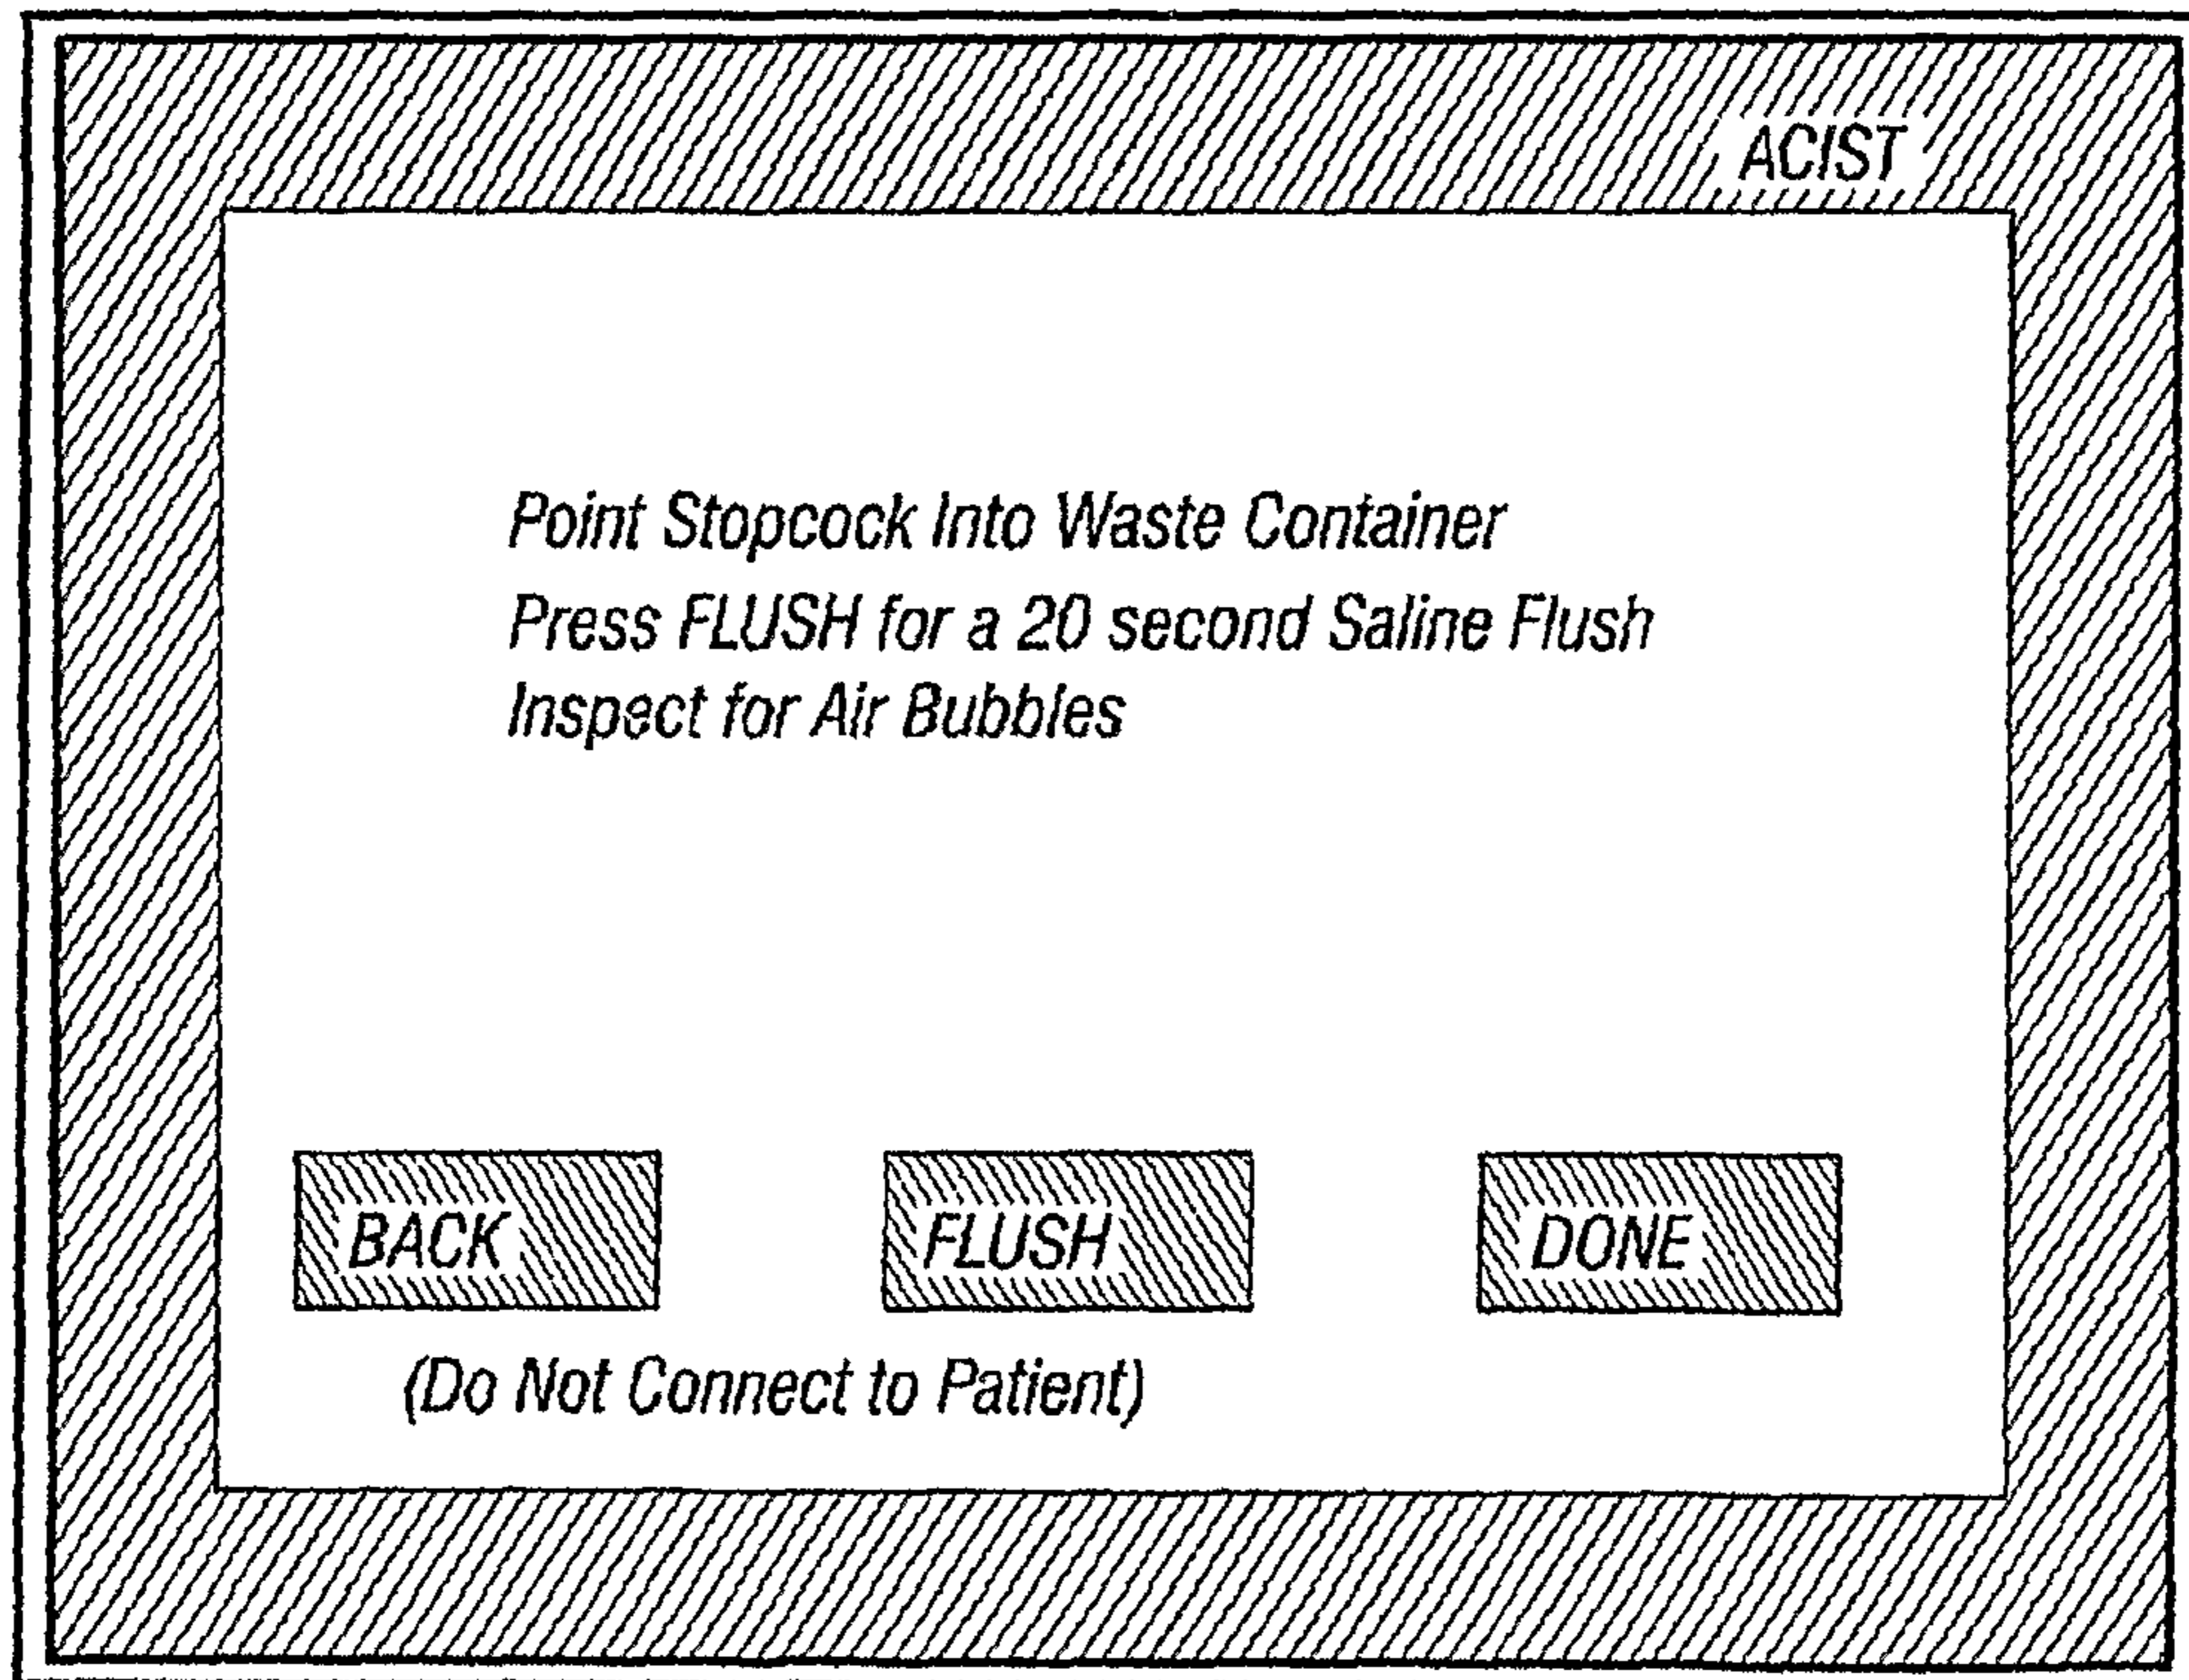 ACIST
Point Stopcock Into Waste Container
Press FLUSH for a 20 second Saline Flush
Inspect for Air Bubbles
BACK FLUSH DONE
(Do Not Connect to Patient)